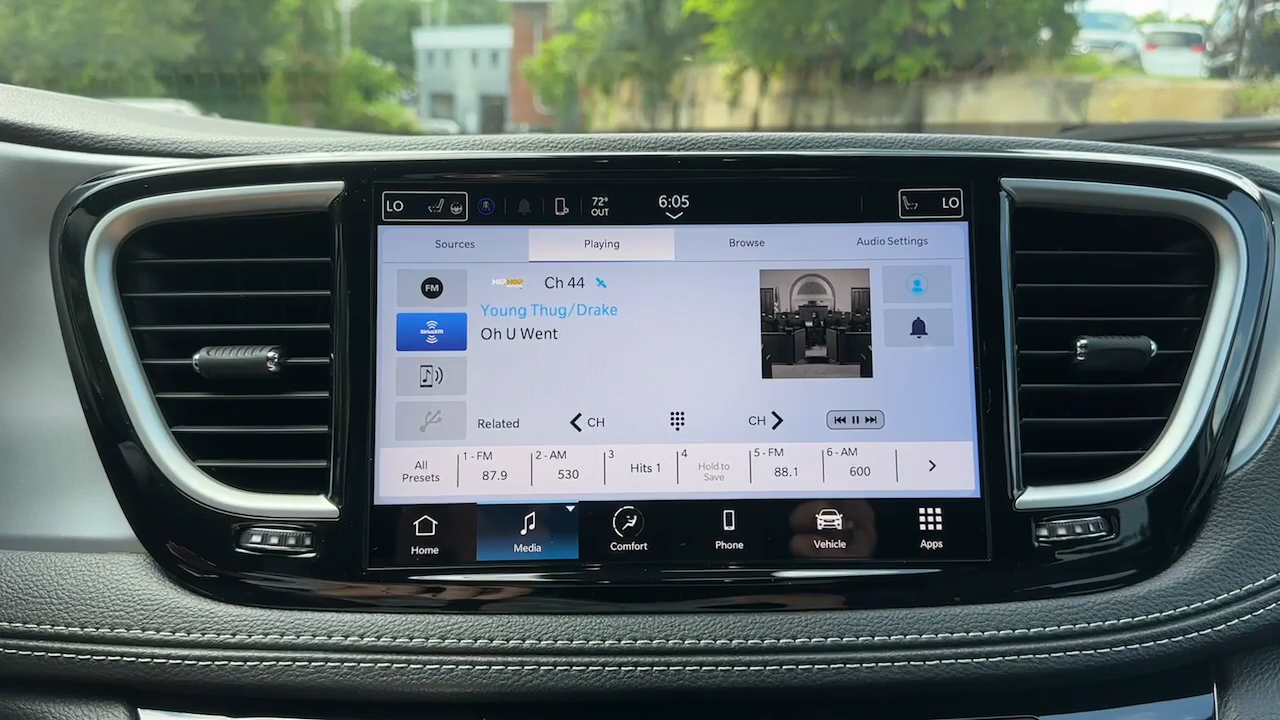 LO
72°
OUT
6:05
LO
Sources
Playing
Browse
Audio Settings
FM
HIPHOP
Ch 44
SiriusXM
Young Thug/Drake
Oh U Went
Related
CH
CH
All
Presets
1 - FM
87.9
2 - AM
530
3
Hits 1
4
Hold to
Save
5 - FM
88.1
6 - AM
600
Home
Media
Comfort
Phone
Vehicle
Apps